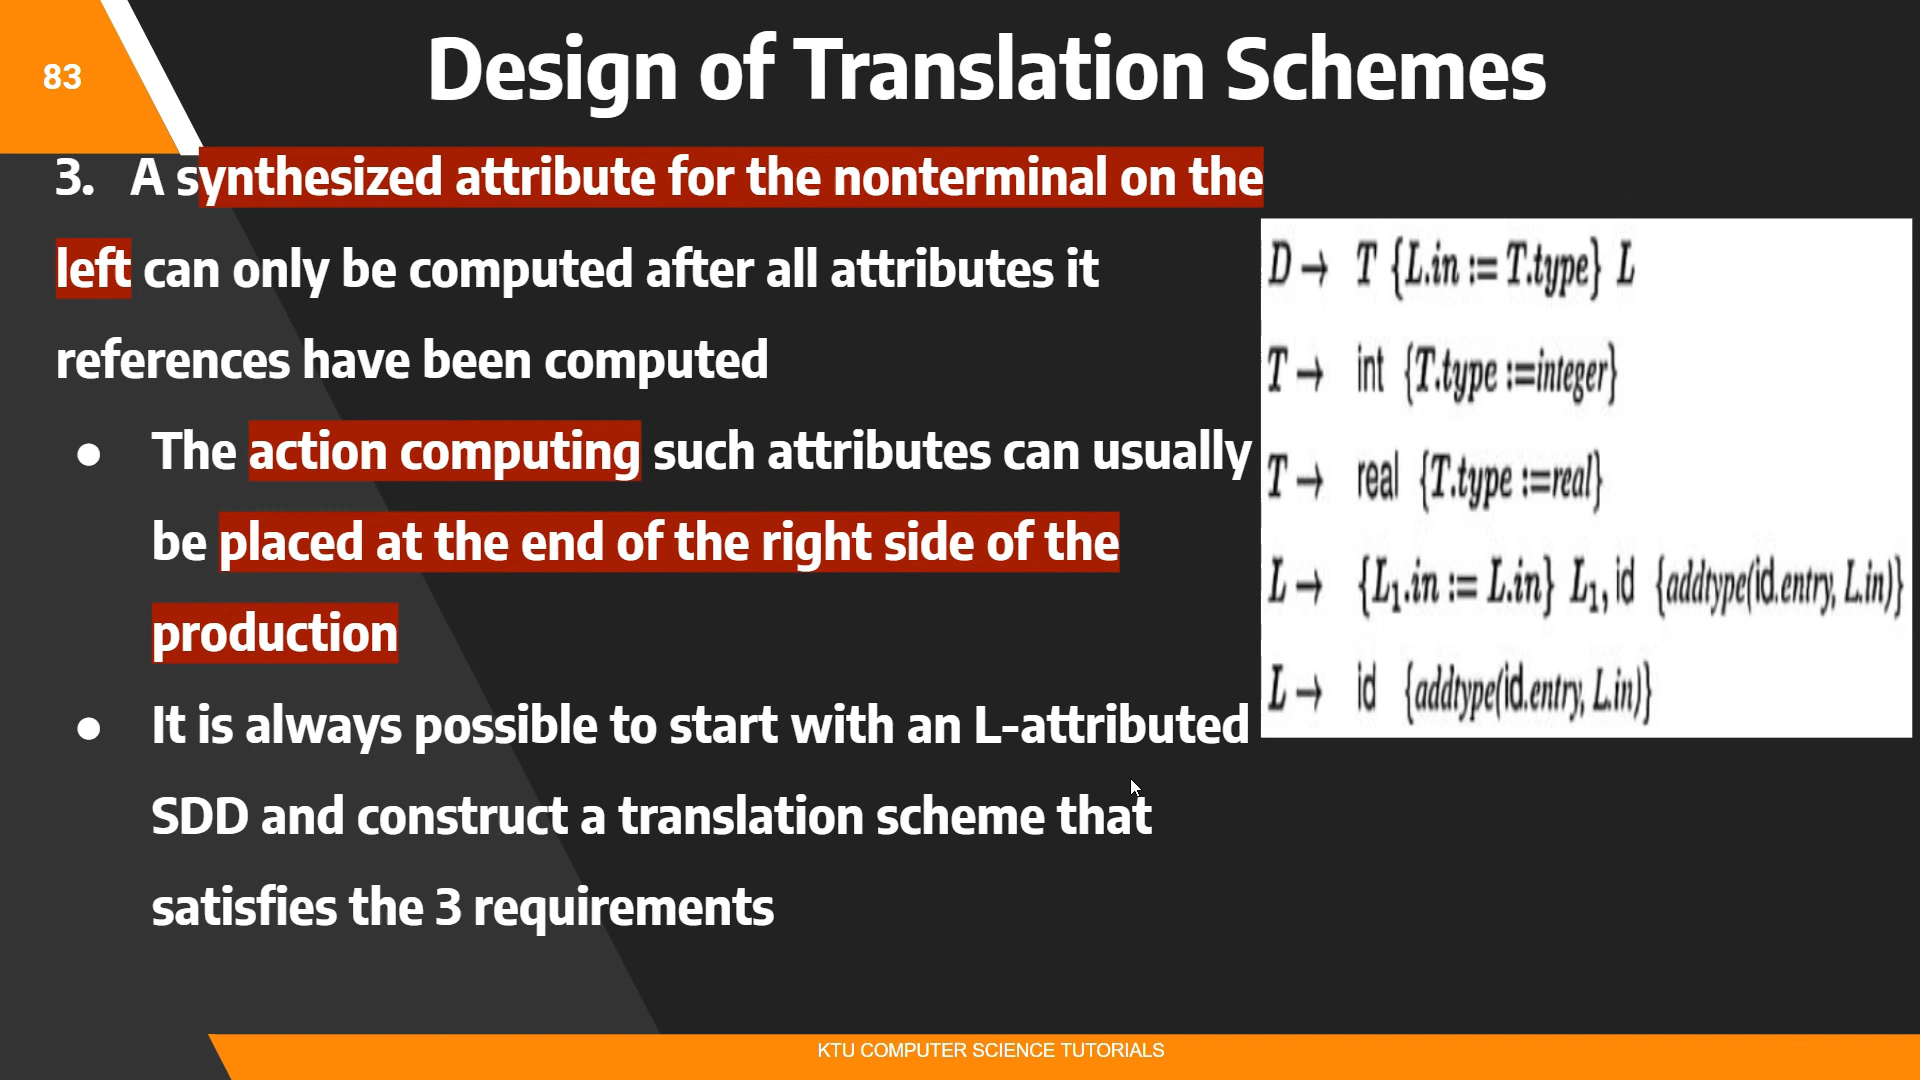 83
Design of Translation Schemes
3. A synthesized attribute for the nonterminal on the
left can only be computed after all attributes it
references have been computed
● The action computing such attributes can usually
be placed at the end of the right side of the
production
● It is always possible to start with an L-attributed
SDD and construct a translation scheme that
satisfies the 3 requirements
D → T {L.in := T.type} L
T → int {T.type :=integer}
T → real {T.type :=real}
L → {L₁.in := L.in} L₁, id {addtype(id.entry, L.in)}
L → id {addtype(id.entry, L.in)}
KTU COMPUTER SCIENCE TUTORIALS